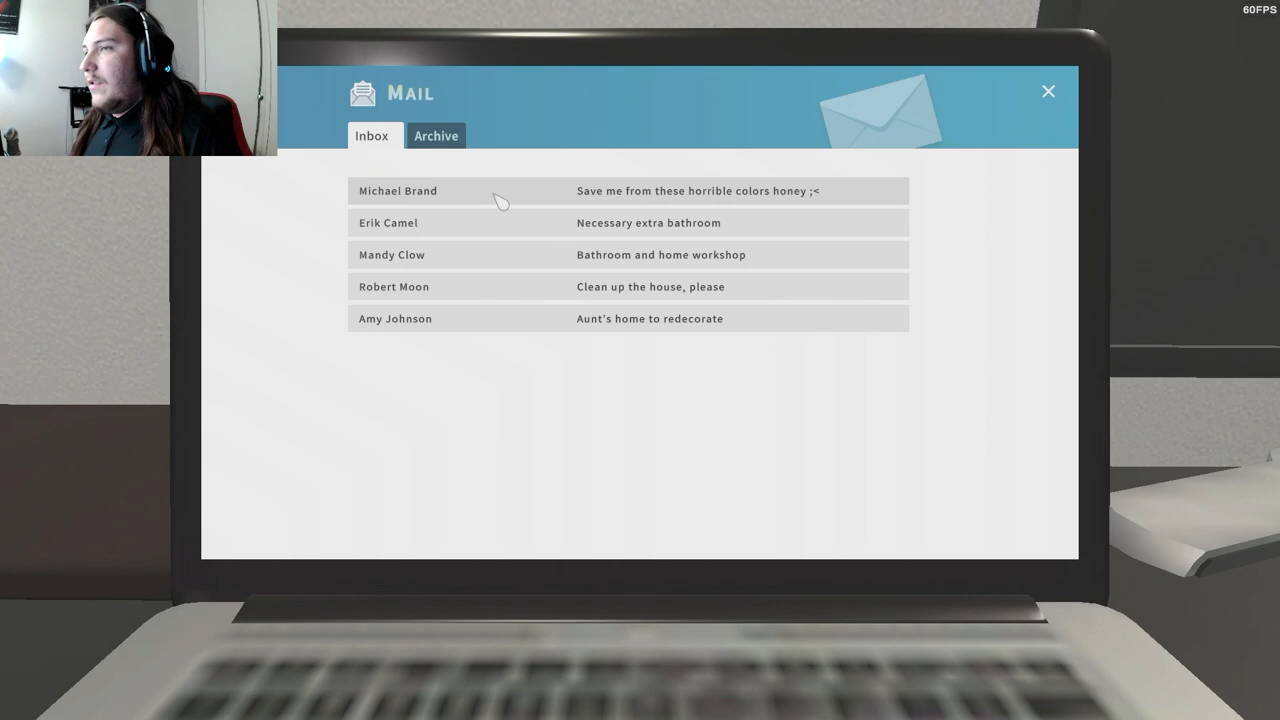 60FPS
MAIL
Inbox
Archive
Michael Brand Save me from these horrible colors honey ;<
Erik Camel Necessary extra bathroom
Mandy Clow Bathroom and home workshop
Robert Moon Clean up the house, please
Amy Johnson Aunt's home to redecorate